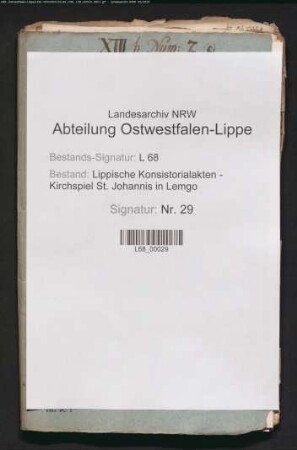 XIII
Landesarchiv NRW
Abteilung Ostwestfalen-Lippe
Bestands-Signatur: L 68
Bestand: Lippische Konsistorialakten -
Kirchspiel St. Johannis in Lemgo
Signatur: Nr. 29
L68_00029